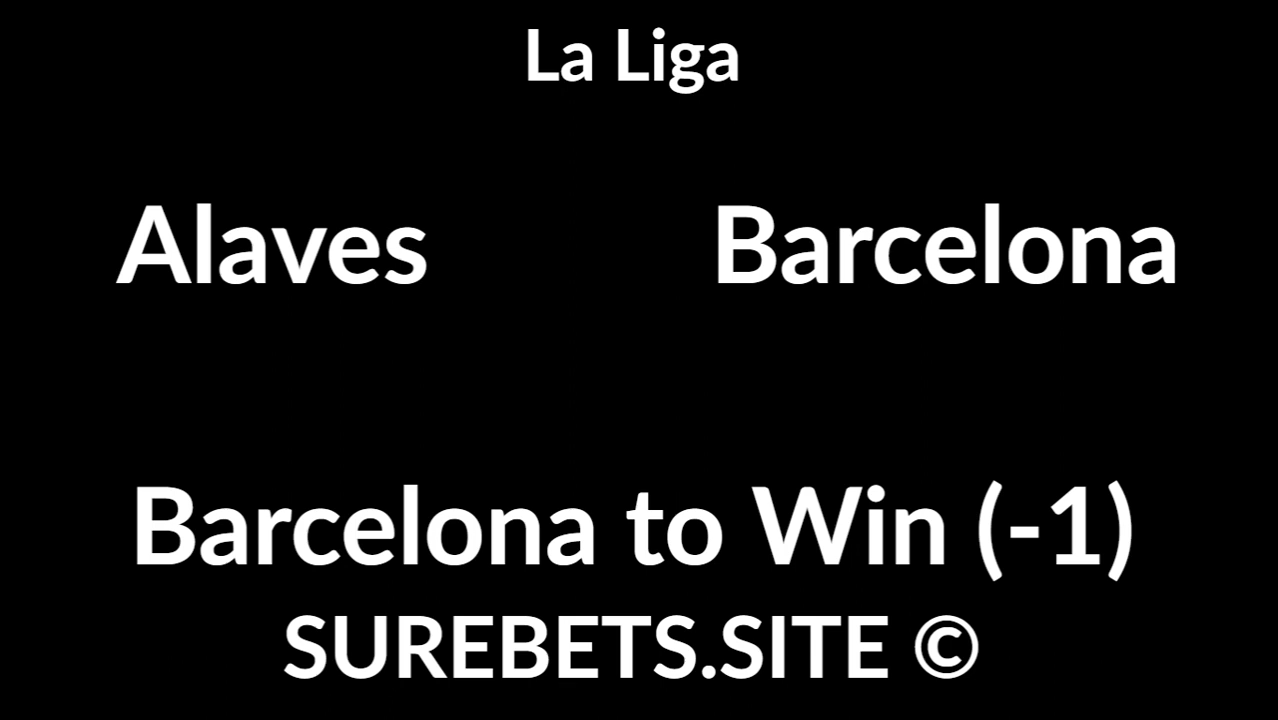 La Liga
Alaves Barcelona
Barcelona to Win (-1)
SUREBETS.SITE ©